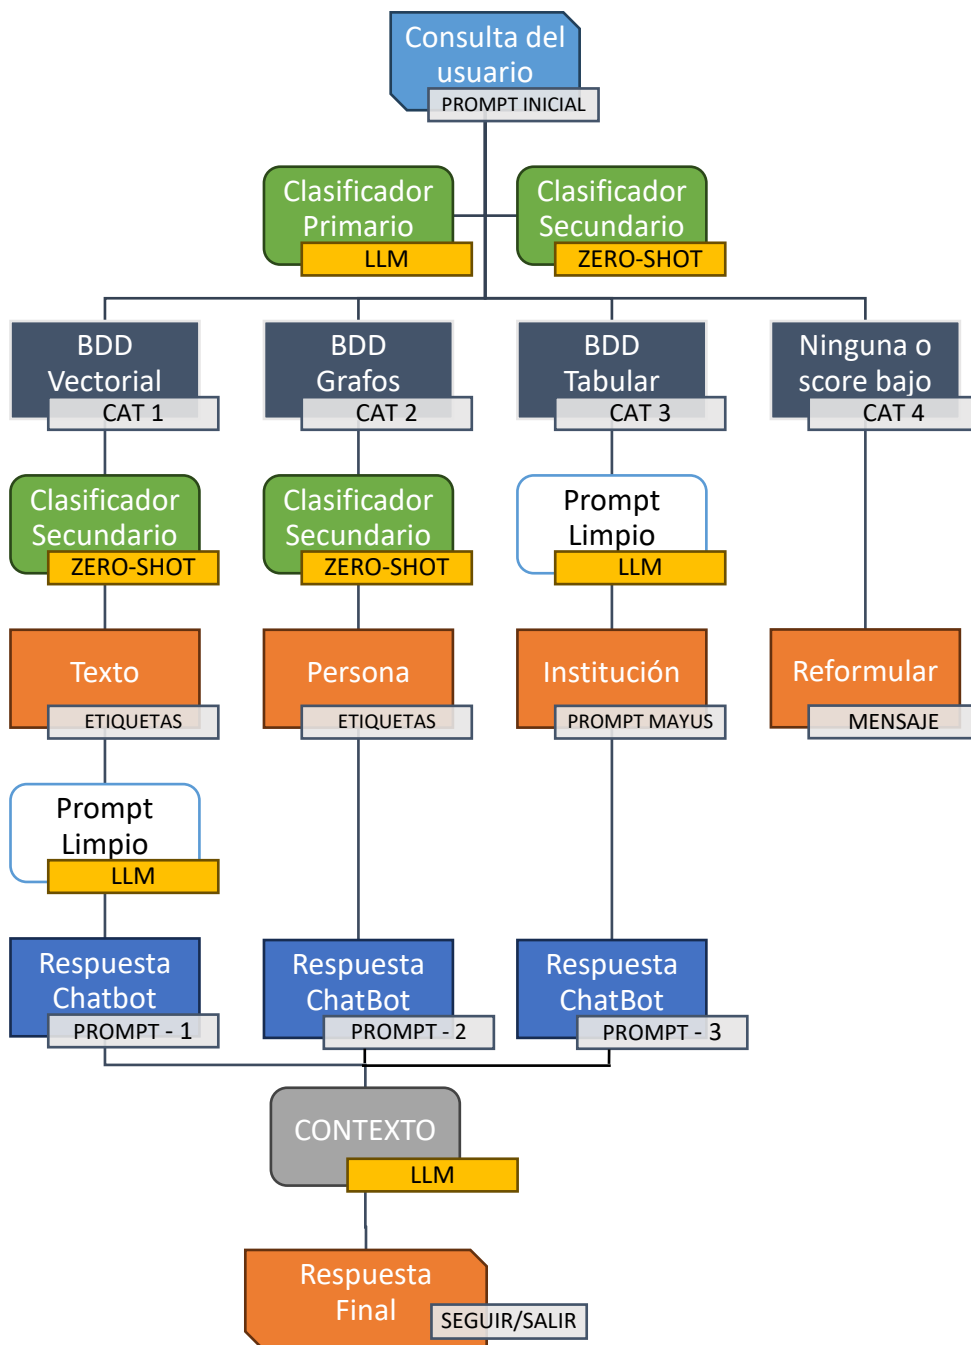 Consulta del
usuario
PROMPT INICIAL
Clasificador
Primario
LLM
Clasificador
Secundario
ZERO-SHOT
BDD
Vectorial
CAT 1
BDD
Grafos
CAT 2
BDD
Tabular
CAT 3
Ninguna o
score bajo
CAT 4
Clasificador
Secundario
ZERO-SHOT
Clasificador
Secundario
ZERO-SHOT
Prompt
Limpio
LLM
Texto
ETIQUETAS
Persona
ETIQUETAS
Institución
PROMPT MAYUS
Reformular
MENSAJE
Prompt
Limpio
LLM
Respuesta
Chatbot
PROMPT - 1
Respuesta
ChatBot
PROMPT - 2
Respuesta
ChatBot
PROMPT - 3
CONTEXTO
LLM
Respuesta
Final
SEGUIR/SALIR